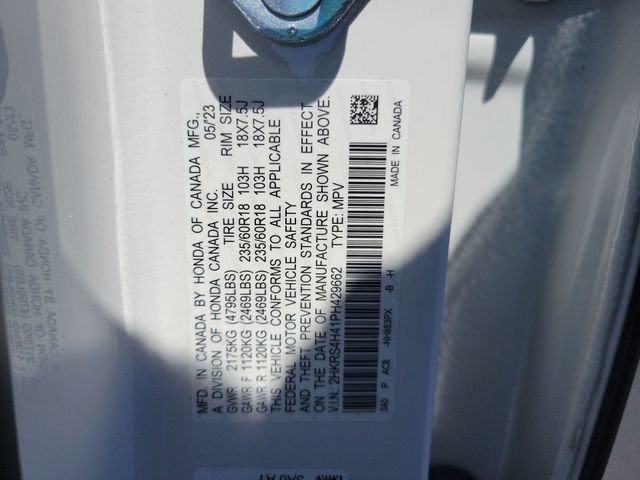 MFD. IN CANADA BY HONDA OF CANADA MFG.,
A DIVISION OF HONDA CANADA INC. 05/23
GVWR 2175KG (4795LBS) TIRE SIZE RIM SIZE
GAWR F 1120KG (2469LBS) 235/60R18 103H 18X7.5J
GAWR R 1120KG (2469LBS) 235/60R18 103H 18X7.5J
THIS VEHICLE CONFORMS TO ALL APPLICABLE
FEDERAL MOTOR VEHICLE SAFETY
AND THEFT PREVENTION STANDARDS IN EFFECT
ON THE DATE OF MANUFACTURE SHOWN ABOVE.
V.I.N.: 2HKRS4H41PH429662 TYPE: MPV
3A0 P AC8 -NH883PX -B -H MADE IN CANADA